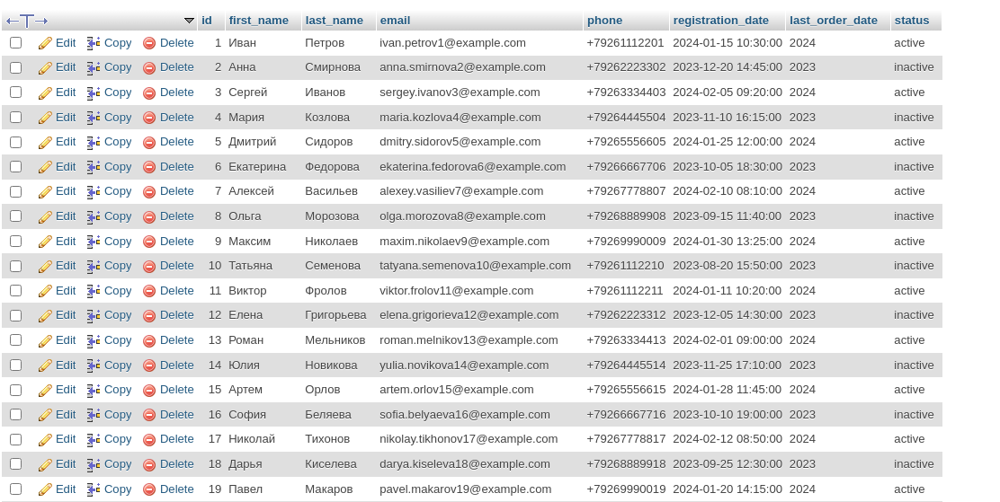 id first_name last_name email phone registration_date last_order_date status
Edit Copy Delete 1 Иван Петров ivan.petrov1@example.com +79261112201 2024-01-15 10:30:00 2024 active
Edit Copy Delete 2 Анна Смирнова anna.smirnova2@example.com +79262223302 2023-12-20 14:45:00 2023 inactive
Edit Copy Delete 3 Сергей Иванов sergey.ivanov3@example.com +79263334403 2024-02-05 09:20:00 2024 active
Edit Copy Delete 4 Мария Козлова maria.kozlova4@example.com +79264445504 2023-11-10 16:15:00 2023 inactive
Edit Copy Delete 5 Дмитрий Сидоров dmitry.sidorov5@example.com +79265556605 2024-01-25 12:00:00 2024 active
Edit Copy Delete 6 Екатерина Федорова ekaterina.fedorova6@example.com +79266667706 2023-10-05 18:30:00 2023 inactive
Edit Copy Delete 7 Алексей Васильев alexey.vasiliev7@example.com +79267778807 2024-02-10 08:10:00 2024 active
Edit Copy Delete 8 Ольга Морозова olga.morozova8@example.com +79268889908 2023-09-15 11:40:00 2023 inactive
Edit Copy Delete 9 Максим Николаев maxim.nikolaev9@example.com +79269990009 2024-01-30 13:25:00 2024 active
Edit Copy Delete 10 Татьяна Семенова tatyana.semenova10@example.com +79261112210 2023-08-20 15:50:00 2023 inactive
Edit Copy Delete 11 Виктор Фролов viktor.frolov11@example.com +79261112211 2024-01-11 10:20:00 2024 active
Edit Copy Delete 12 Елена Григорьева elena.grigorieva12@example.com +79262223312 2023-12-05 14:30:00 2023 inactive
Edit Copy Delete 13 Роман Мельников roman.melnikov13@example.com +79263334413 2024-02-01 09:00:00 2024 active
Edit Copy Delete 14 Юлия Новикова yulia.novikova14@example.com +79264445514 2023-11-25 17:10:00 2023 inactive
Edit Copy Delete 15 Артем Орлов artem.orlov15@example.com +79265556615 2024-01-28 11:45:00 2024 active
Edit Copy Delete 16 София Беляева sofia.belyaeva16@example.com +79266667716 2023-10-10 19:00:00 2023 inactive
Edit Copy Delete 17 Николай Тихонов nikolay.tikhonov17@example.com +79267778817 2024-02-12 08:50:00 2024 active
Edit Copy Delete 18 Дарья Киселева darya.kiseleva18@example.com +79268889918 2023-09-25 12:30:00 2023 inactive
Edit Copy Delete 19 Павел Макаров pavel.makarov19@example.com +79269990019 2024-01-20 14:15:00 2024 active